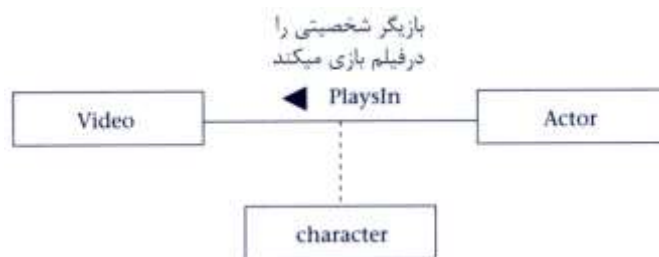 بازیگر شخصیتی را
درفیلم بازی میکند
◀ PlaysIn
Video
Actor
character